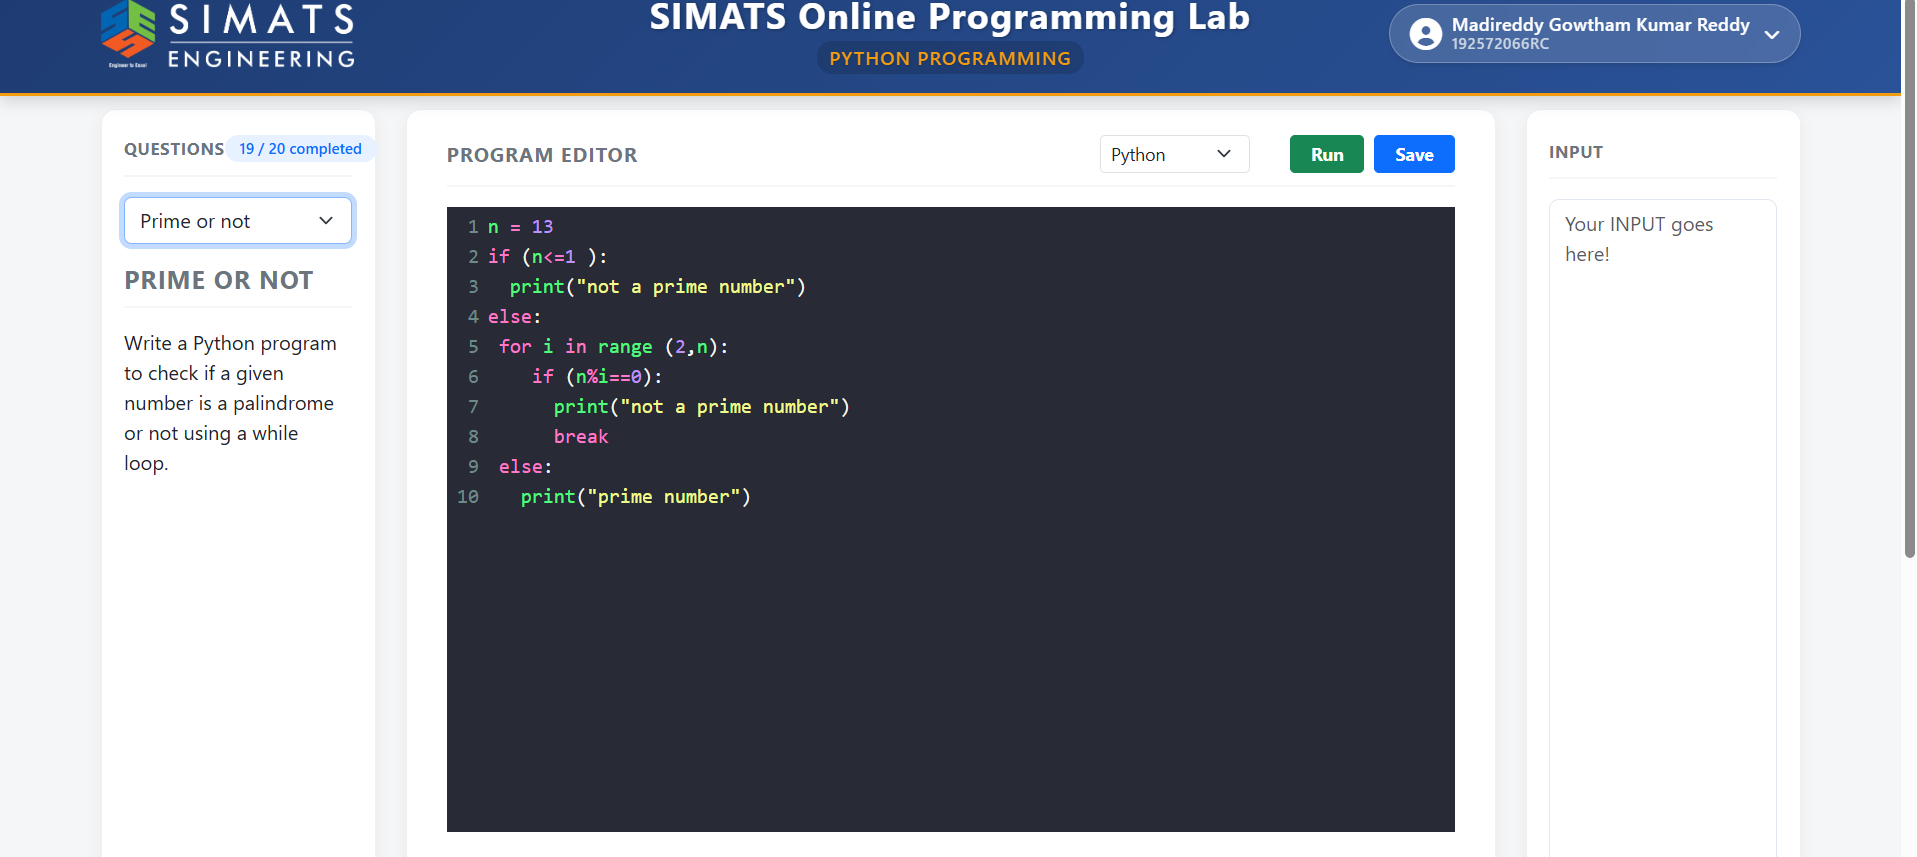 SIMATS
ENGINEERING
Engineer to Excel
SIMATS Online Programming Lab
PYTHON PROGRAMMING
Madireddy Gowtham Kumar Reddy
192572066RC
QUESTIONS
19 / 20 completed
Prime or not
PRIME OR NOT
Write a Python program
to check if a given
number is a palindrome
or not using a while
loop.
PROGRAM EDITOR
Python
Run
Save
1 n = 13
2 if (n<=1 ):
3   print("not a prime number")
4 else:
5  for i in range (2,n):
6     if (n%i==0):
7       print("not a prime number")
8       break
9  else:
10    print("prime number")
INPUT
Your INPUT goes
here!